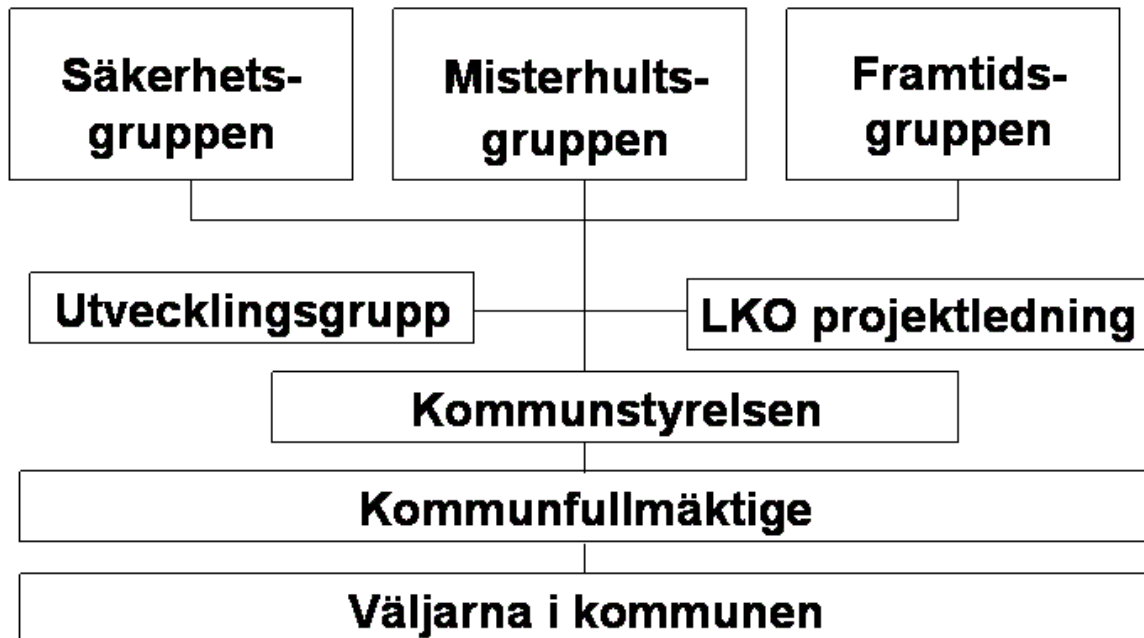 Säkerhets-
gruppen
Misterhults-
gruppen
Framtids-
gruppen
Utvecklingsgrupp
LKO projektledning
Kommunstyrelsen
Kommunfullmäktige
Väljarna i kommunen